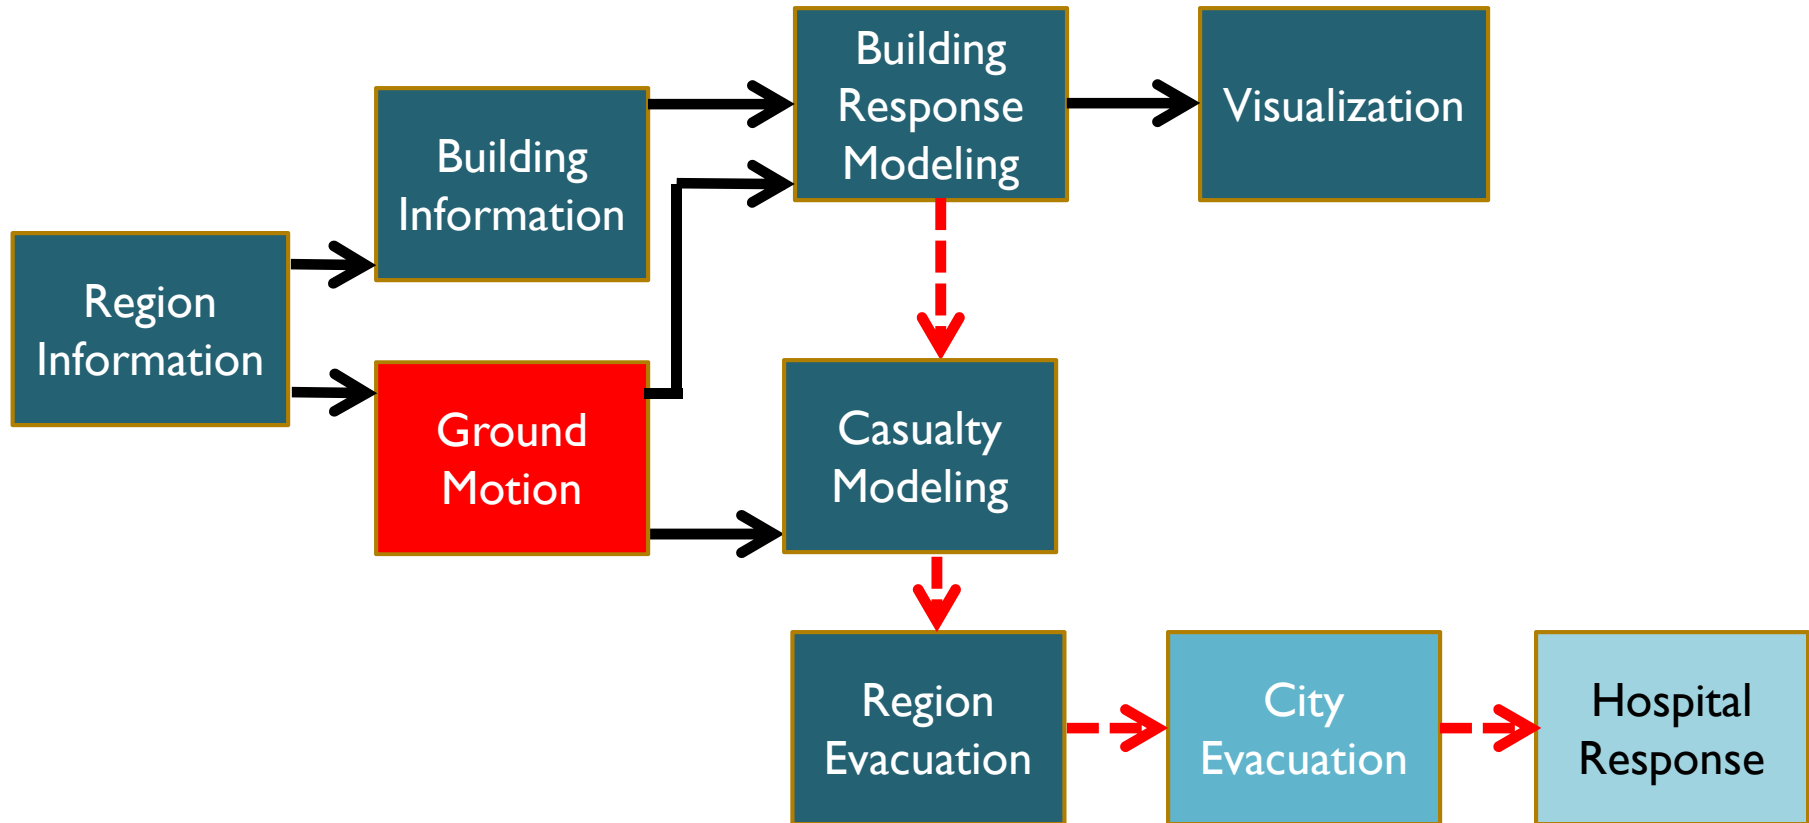 Region
Information
Building
Information
Ground
Motion
Building
Response
Modeling
Visualization
Casualty
Modeling
Region
Evacuation
City
Evacuation
Hospital
Response